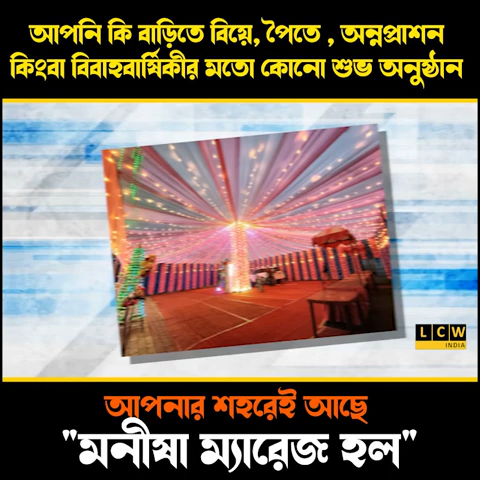 আপনি কি বাড়িতে বিয়ে, পৈতে , অন্নপ্রাশন
কিংবা বিবাহবার্ষিকীর মতো কোনো শুভ অনুষ্ঠান
LCW
INDIA
আপনার শহরেই আছে
"মনীষা ম্যারেজ হল"